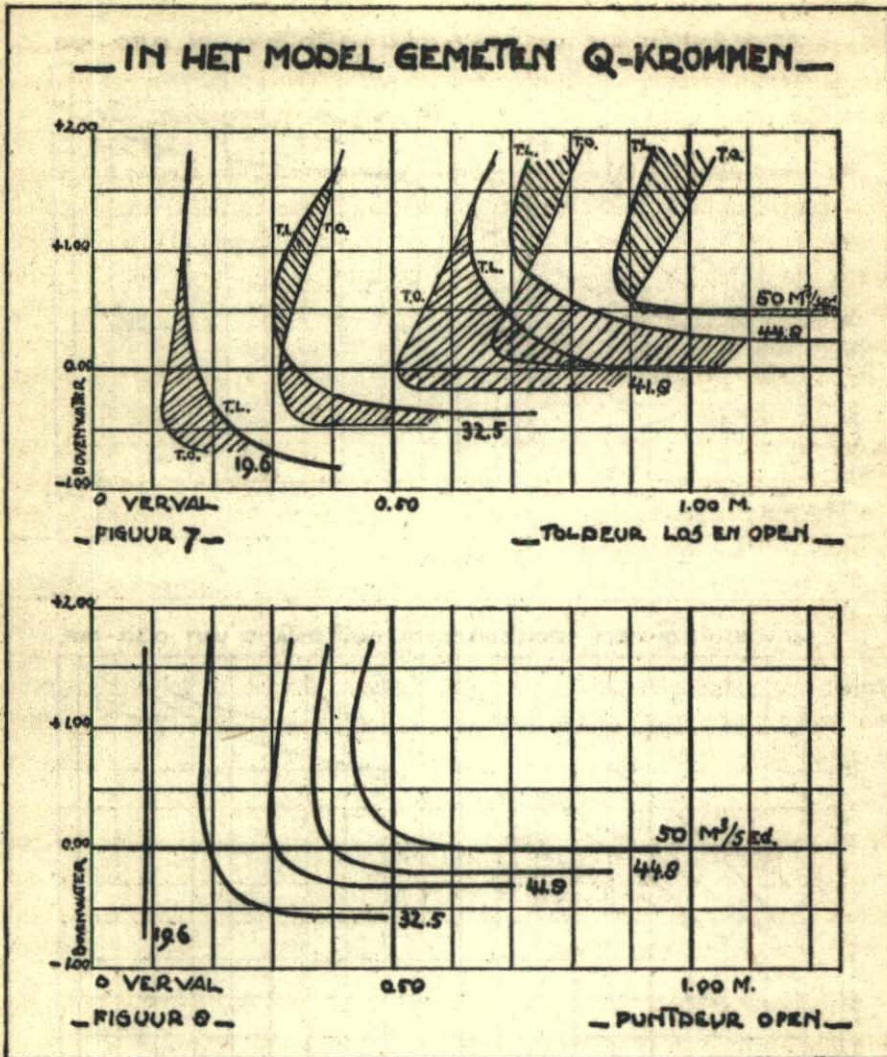 IN HET MODEL GEMETEN Q-KROMMEN
+2.00
+1.00
0.00
-1.00
BOVENWATER
T.L. T.O. T.L. T.O.
T.L. T.O.
T.O. T.L.
50 M³/sec.
44.8
41.8
32.5
T.L.
T.O. 19.6
0 VERVAL 0.50 1.00 M.
FIGUUR 7 TOLDEUR LOS EN OPEN
+2.00
+1.00
0.00
-1.00
BOVENWATER
50 M³/sec.
44.8
41.8
32.5
19.6
0 VERVAL 0.50 1.00 M.
FIGUUR 8 PUNTDEUR OPEN